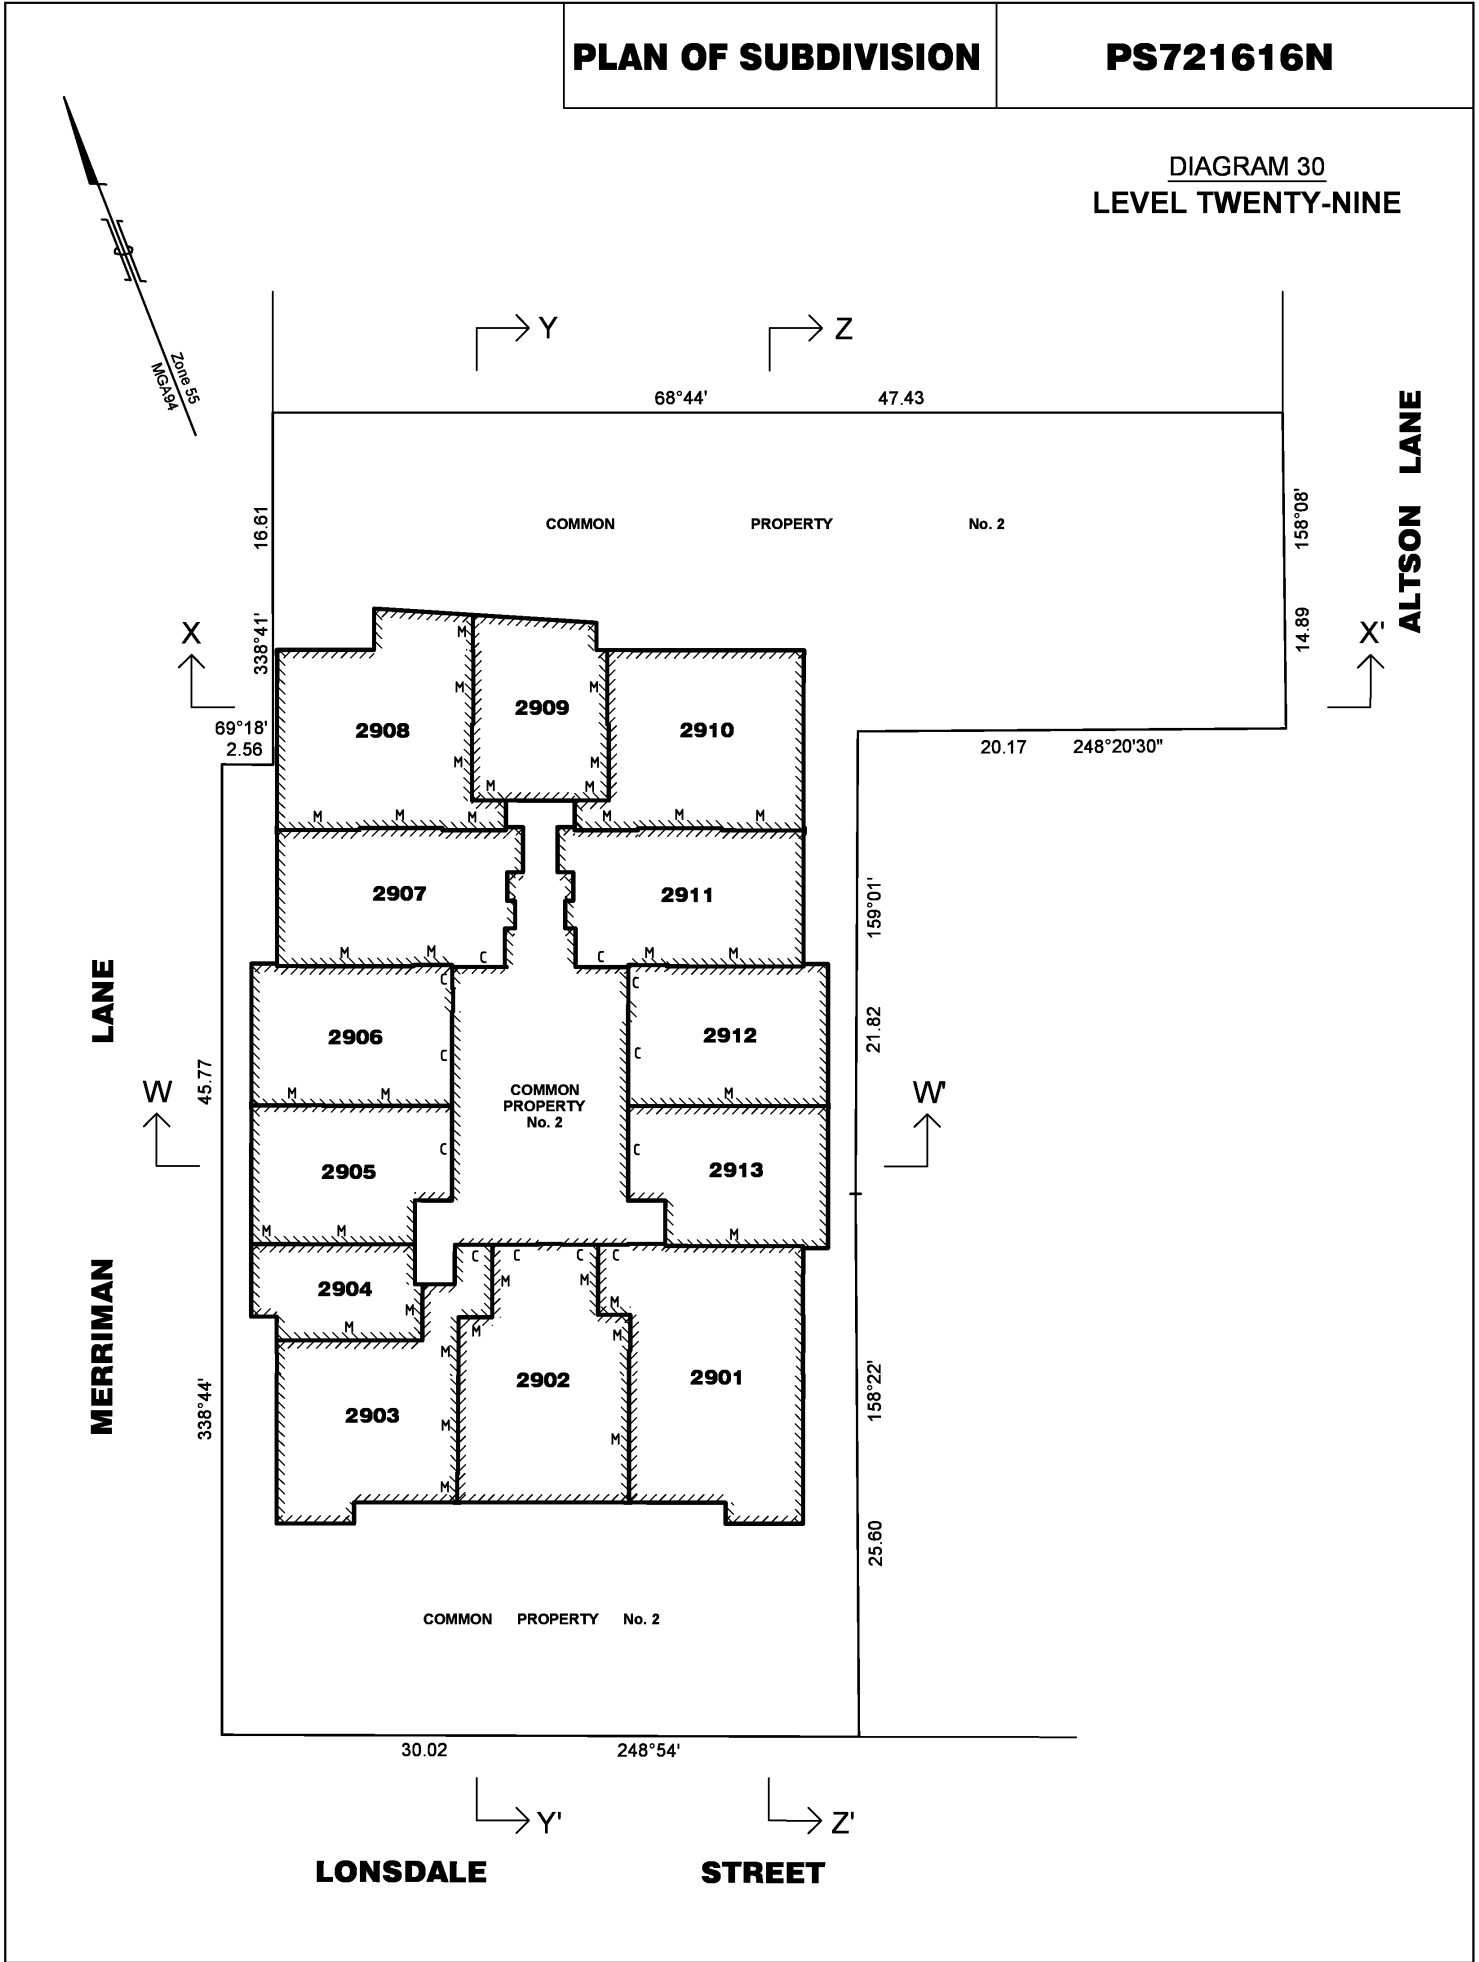 PLAN OF SUBDIVISION
PS721616N
DIAGRAM 30
LEVEL TWENTY-NINE
Zone 55
MGA94
Y
Z
68°44'
47.43
ALTSON LANE
16.61
338°41'
COMMON PROPERTY No. 2
158°08'
14.89
X
X'
69°18'
2.56
20.17
248°20'30"
M
M
M
M
M
M
2908
2909
2910
M
M
M
M
M
M
M
M
M
M
2907
2911
159°01'
M
M
C
C
M
M
MERRIMAN LANE
C
C
2906
2912
21.82
C
C
M
M
M
45.77
W
W'
COMMON
PROPERTY
No. 2
C
C
2905
2913
M
M
M
C
C
C
C
2904
M
M
M
M
M
M
M
M
2903
2902
2901
M
M
M
338°44'
158°22'
25.60
COMMON PROPERTY No. 2
30.02
248°54'
Y'
Z'
LONSDALE STREET